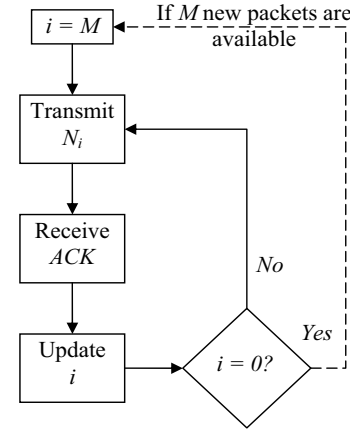 If M new packets are
available
i = M
Transmit
Nᵢ
Receive
ACK
No
Update
i
i = 0?
Yes